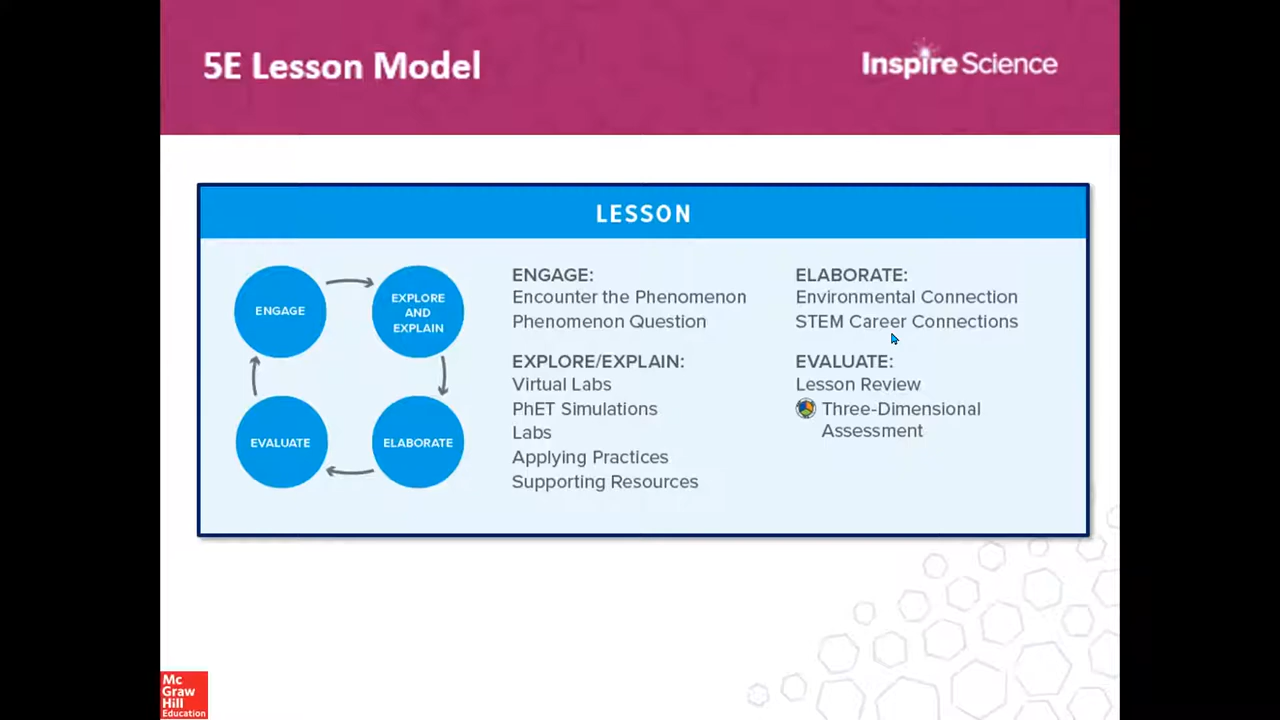 5E Lesson Model
Inspire Science
LESSON
ENGAGE
EXPLORE
AND
EXPLAIN
EVALUATE
ELABORATE
ENGAGE:
Encounter the Phenomenon
Phenomenon Question
EXPLORE/EXPLAIN:
Virtual Labs
PhET Simulations
Labs
Applying Practices
Supporting Resources
ELABORATE:
Environmental Connection
STEM Career Connections
EVALUATE:
Lesson Review
Three-Dimensional
Assessment
Mc
Graw
Hill
Education